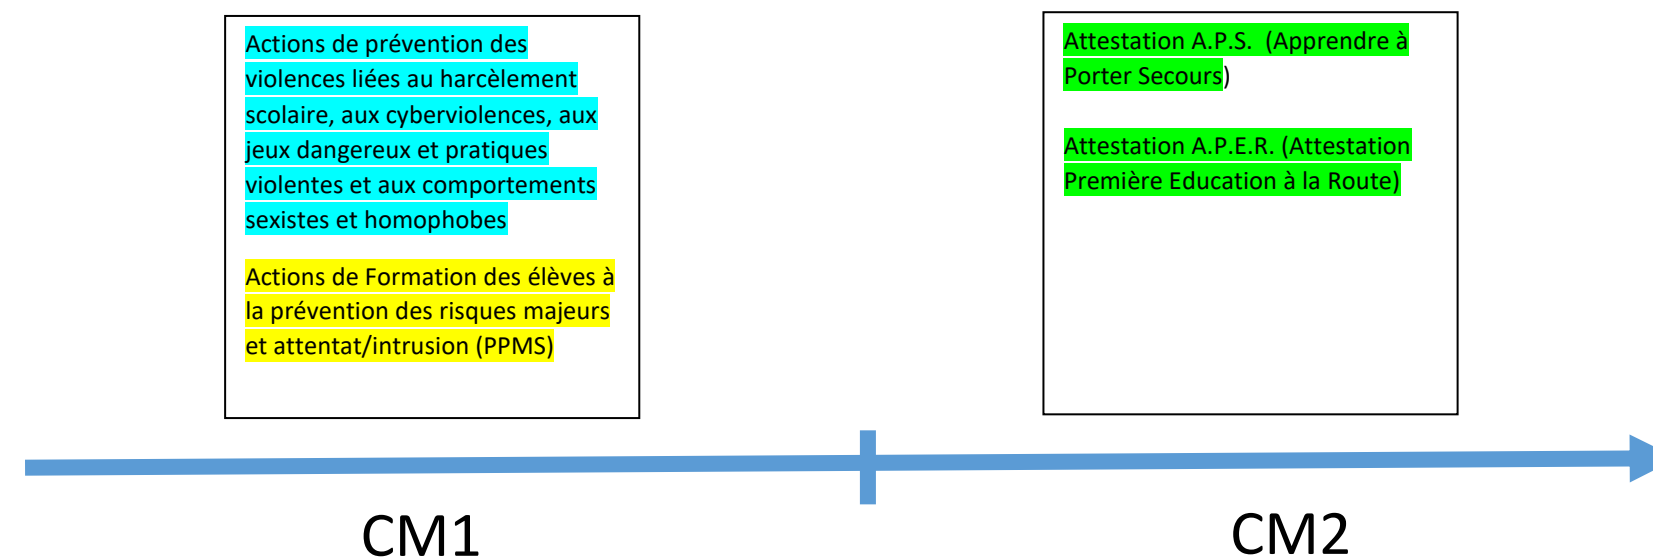 Actions de prévention des
violences liées au harcèlement
scolaire, aux cyberviolences, aux
jeux dangereux et pratiques
violentes et aux comportements
sexistes et homophobes
Actions de Formation des élèves à
la prévention des risques majeurs
et attentat/intrusion (PPMS)
Attestation A.P.S.  (Apprendre à
Porter Secours)
Attestation A.P.E.R. (Attestation
Première Education à la Route)
CM1
CM2